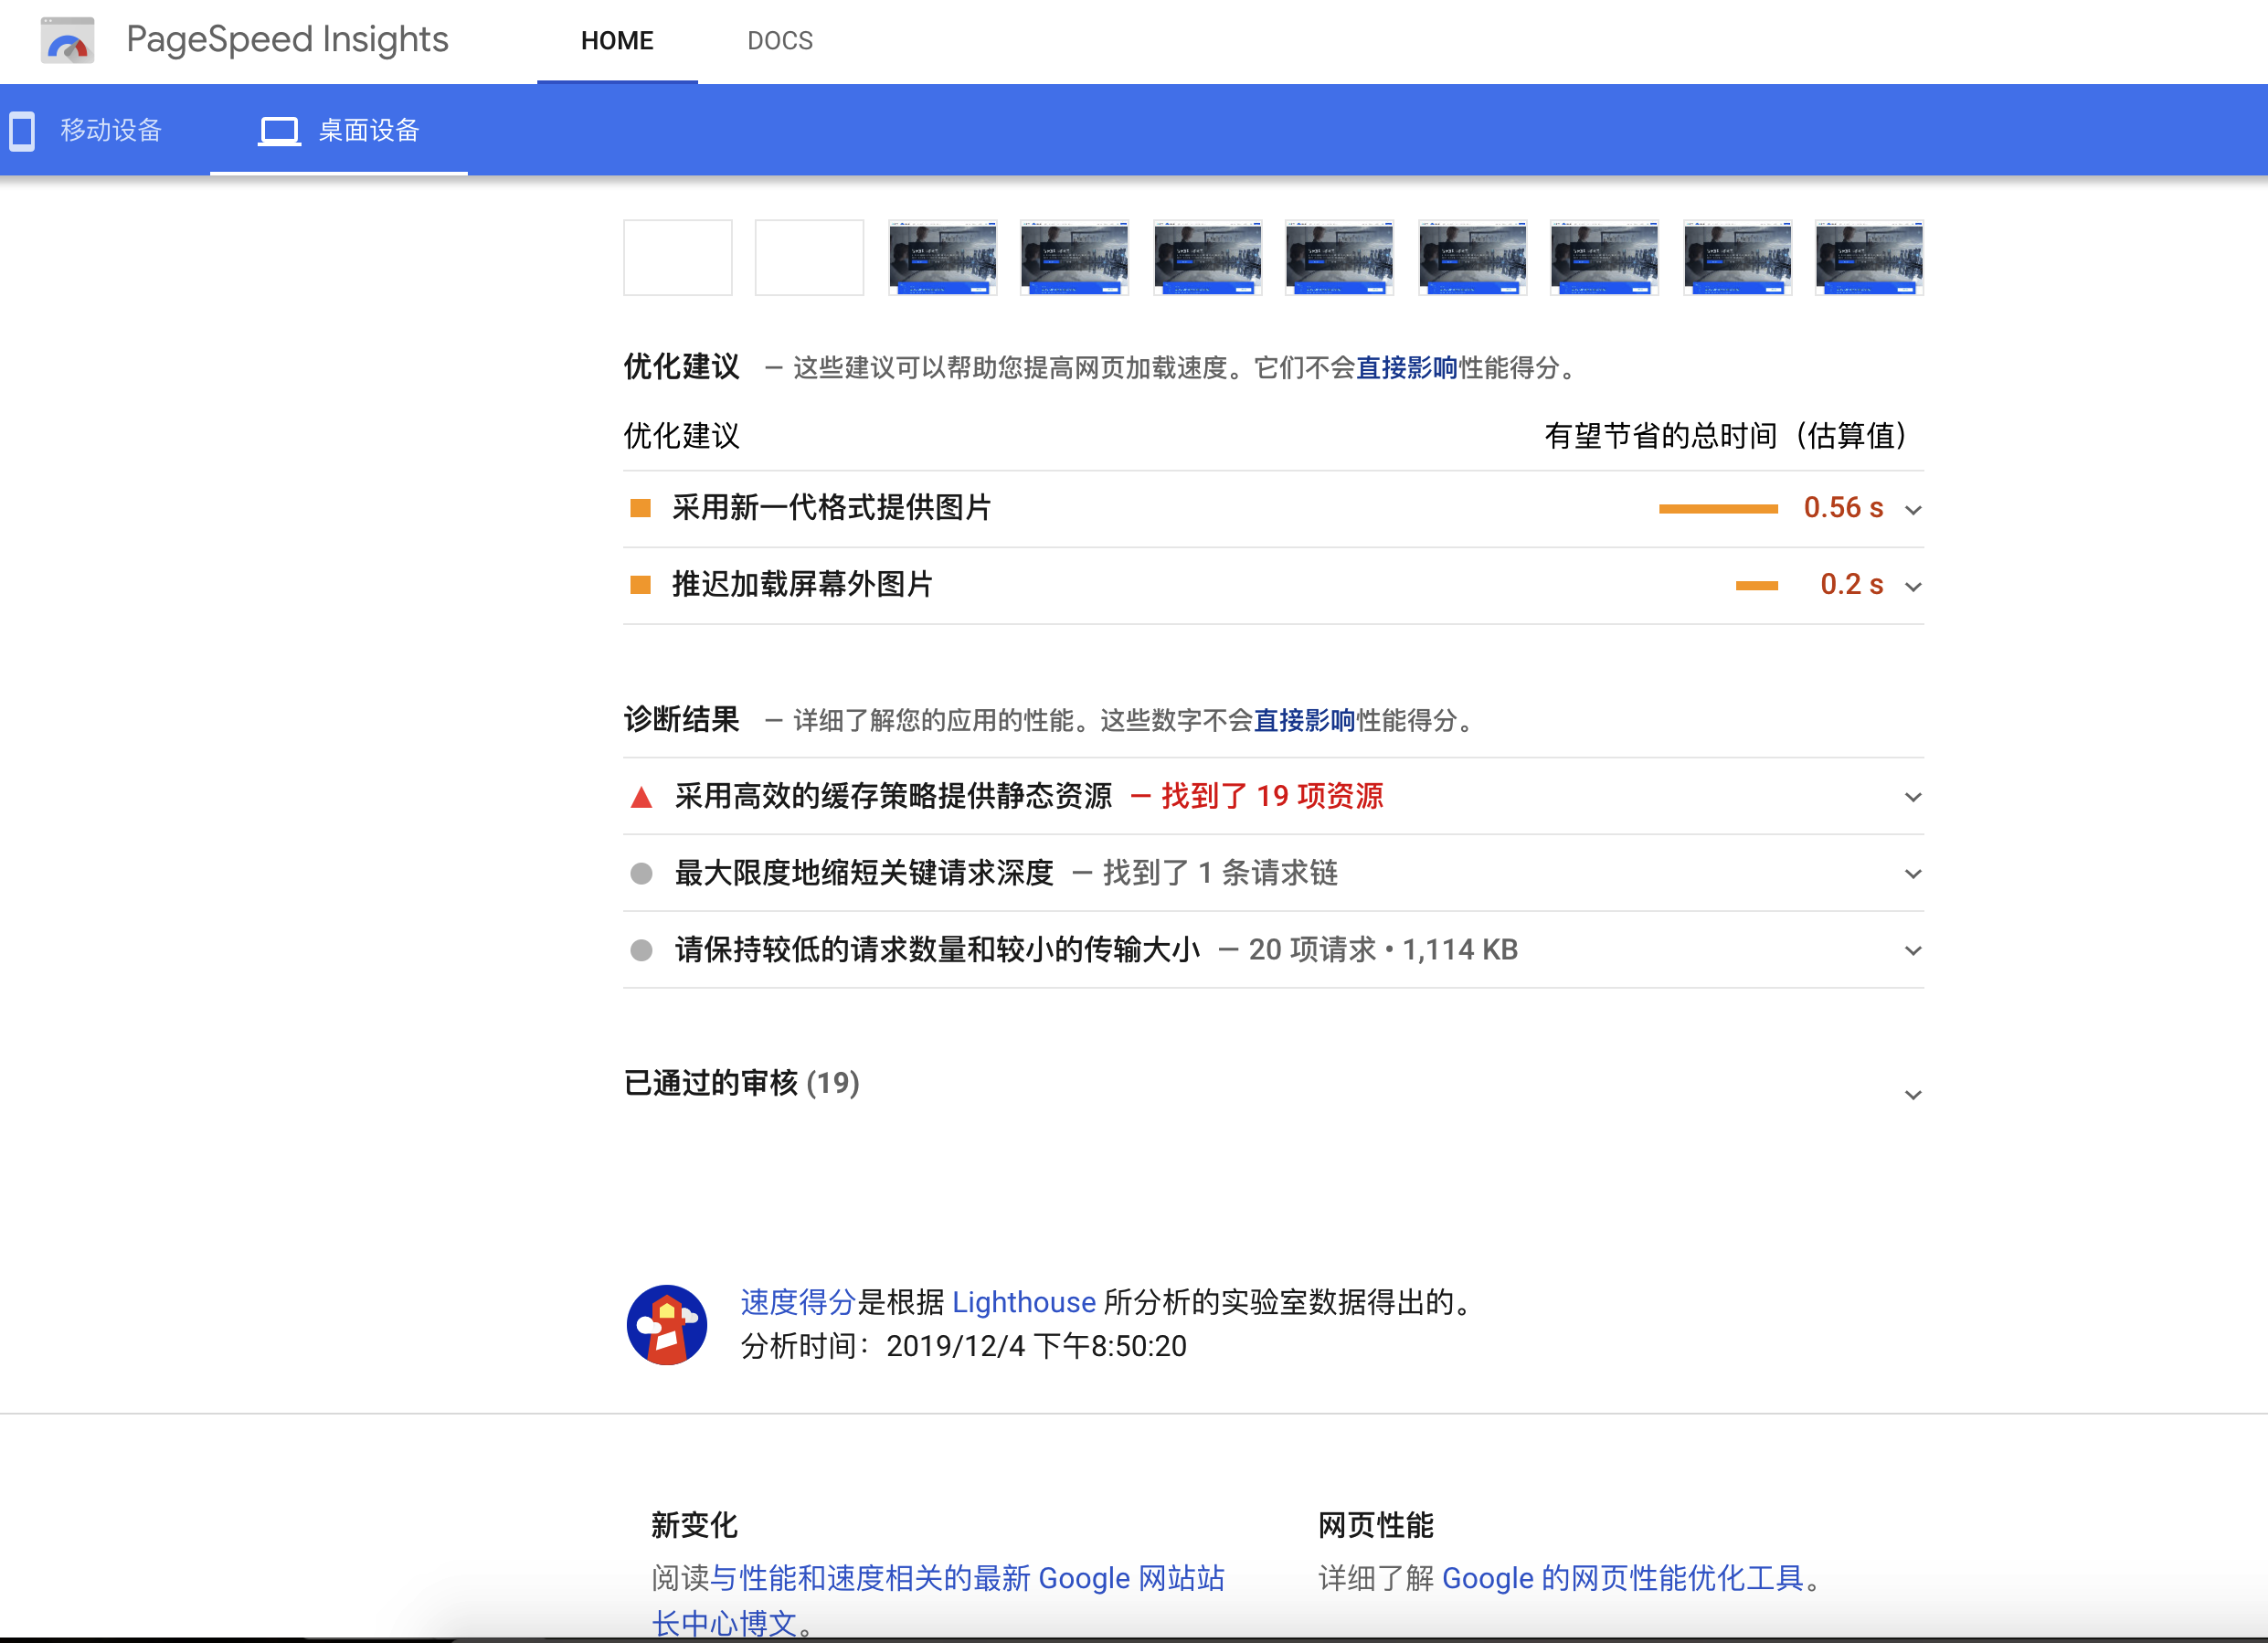 PageSpeed Insights
HOME
DOCS
移动设备
桌面设备
优化建议 — 这些建议可以帮助您提高网页加载速度。它们不会直接影响性能得分。
优化建议
有望节省的总时间（估算值）
采用新一代格式提供图片
0.56 s
推迟加载屏幕外图片
0.2 s
诊断结果 — 详细了解您的应用的性能。这些数字不会直接影响性能得分。
采用高效的缓存策略提供静态资源 — 找到了 19 项资源
最大限度地缩短关键请求深度 — 找到了 1 条请求链
请保持较低的请求数量和较小的传输大小 — 20 项请求 • 1,114 KB
已通过的审核 (19)
速度得分是根据 Lighthouse 所分析的实验室数据得出的。
分析时间：2019/12/4 下午8:50:20
新变化
阅读与性能和速度相关的最新 Google 网站站
长中心博文。
网页性能
详细了解 Google 的网页性能优化工具。